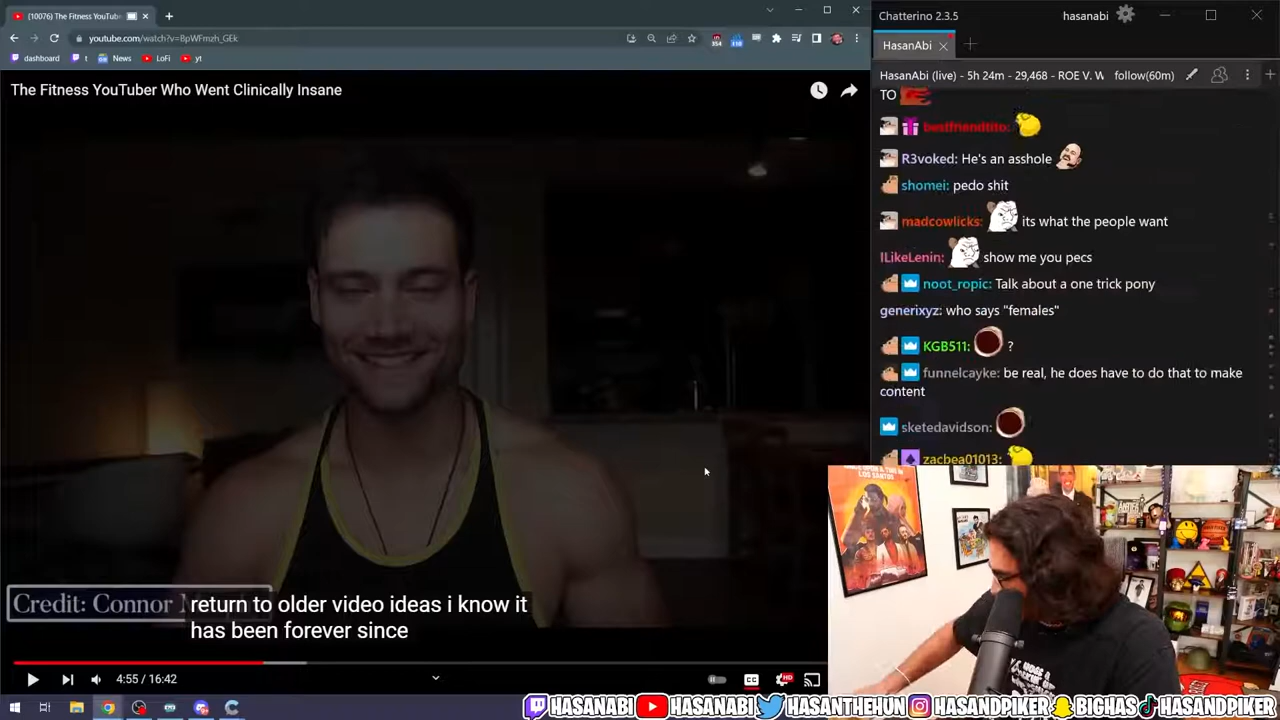 (10076) The Fitness YouTub
youtube.com/watch?v=BpWFmzh_GEk
dashboard
t
News
LoFi
yt
The Fitness YouTuber Who Went Clinically Insane
Credit: Connor
return to older video ideas i know it
has been forever since
4:55 / 16:42
CC
HD
Chatterino 2.3.5
hasanabi
HasanAbi
HasanAbi (live) - 5h 24m - 29,468 - ROE V. W
follow(60m)
TO
bestfriendtito:
R3voked: He's an asshole
shomei: pedo shit
madcowlicks: its what the people want
ILikeLenin: show me you pecs
noot_ropic: Talk about a one trick pony
generixyz: who says "females"
KGB511: ?
funnelcayke: be real, he does have to do that to make
content
sketedavidson:
zacbea01013:
LOS SANTOS
HASANABI
HASANABI
HASANTHEHUN
HASANDPIKER
BIGHAS
HASANDPIKER